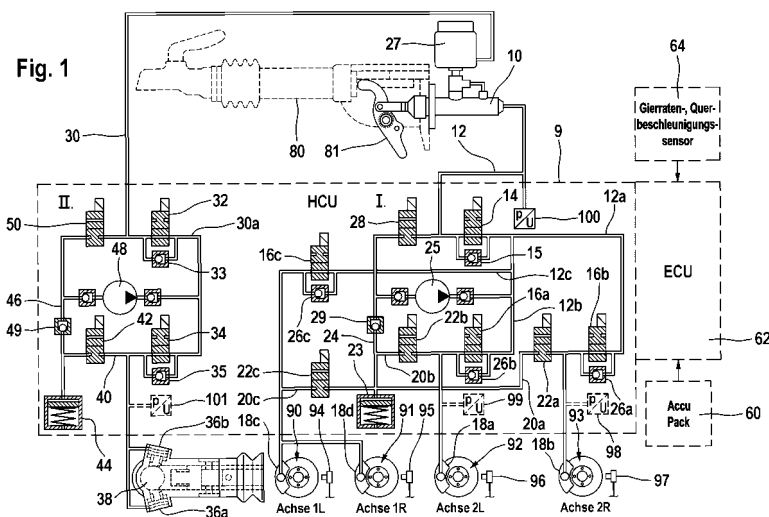 Fig. 1
27
10
64
Gierraten-, Quer-
beschleunigungs-
sensor
30
80
81
12
9
II.
HCU
I.
50
32
28
14
P
U
100
12a
30a
16c
15
ECU
48
33
25
12c
46
26c
16a
12b
16b
49
42
34
29
22b
24
62
22c
23
26b
40
35
20b
22a
26a
20c
20a
P
U
101
P
U
99
P
U
98
Accu
Pack
60
44
36b
18c
90
94
18d
91
95
18a
92
18b
93
38
96
97
36a
Achse 1L
Achse 1R
Achse 2L
Achse 2R